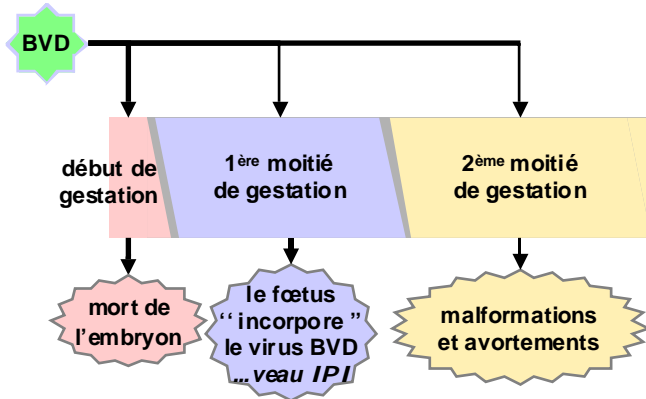 BVD
début de
gestation
1ère moitié
de gestation
2ème moitié
de gestation
mort de
l’embryon
le fœtus
‘‘ incorpore ’’
le virus BVD
...veau IPI
malformations
et avortements